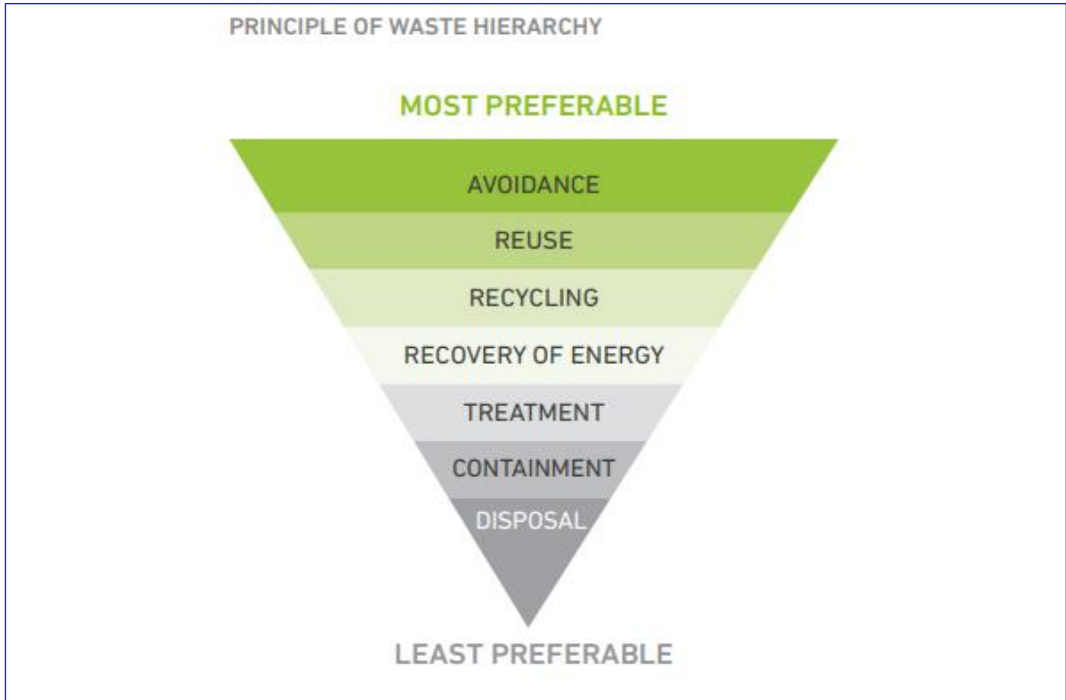 PRINCIPLE OF WASTE HIERARCHY
MOST PREFERABLE
AVOIDANCE
REUSE
RECYCLING
RECOVERY OF ENERGY
TREATMENT
CONTAINMENT
DISPOSAL
LEAST PREFERABLE